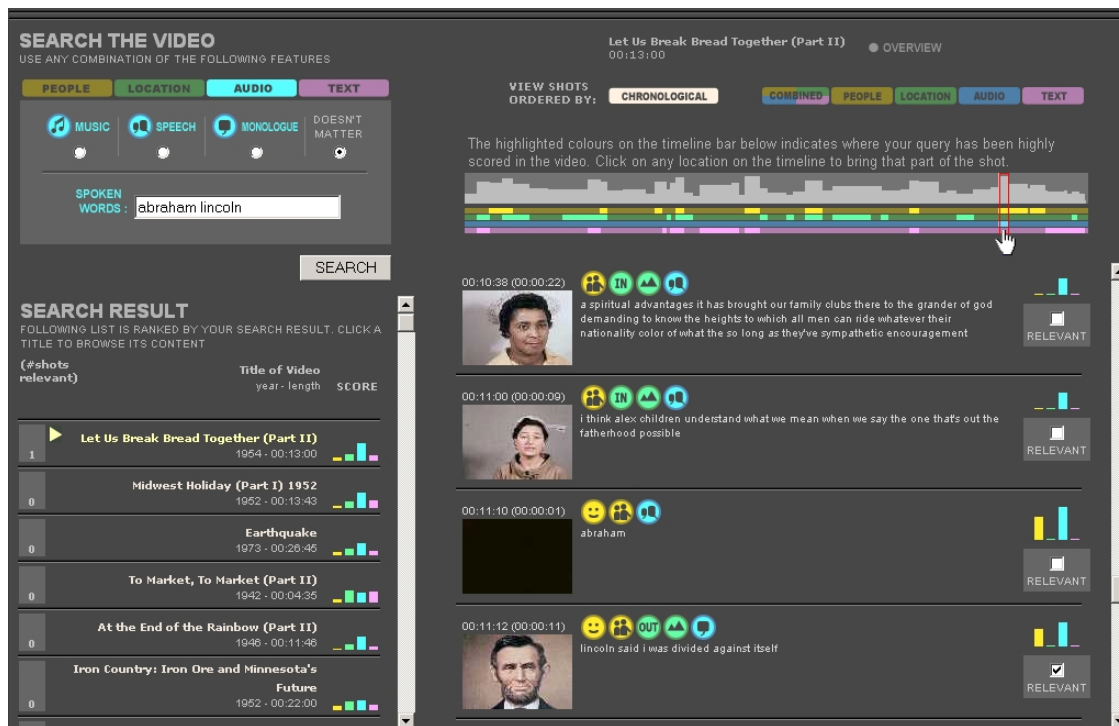 SEARCH THE VIDEO
USE ANY COMBINATION OF THE FOLLOWING FEATURES
PEOPLE LOCATION AUDIO TEXT
MUSIC SPEECH MONOLOGUE DOESN'T
MATTER
SPOKEN
WORDS : abraham lincoln
SEARCH
SEARCH RESULT
FOLLOWING LIST IS RANKED BY YOUR SEARCH RESULT. CLICK A
TITLE TO BROWSE ITS CONTENT
(#shots
relevant)
Title of Video
year - length SCORE
Let Us Break Bread Together (Part II)
1 1954 - 00:13:00
Midwest Holiday (Part I) 1952
0 1952 - 00:13:43
Earthquake
0 1973 - 00:26:45
To Market, To Market (Part II)
0 1942 - 00:04:35
At the End of the Rainbow (Part II)
0 1946 - 00:11:46
Iron Country: Iron Ore and Minnesota's
Future
0 1952 - 00:22:00
Let Us Break Bread Together (Part II)
00:13:00
OVERVIEW
VIEW SHOTS
ORDERED BY: CHRONOLOGICAL COMBINED PEOPLE LOCATION AUDIO TEXT
The highlighted colours on the timeline bar below indicates where your query has been highly
scored in the video. Click on any location on the timeline to bring that part of the shot.
00:10:38 (00:00:22) IN
a spiritual advantages it has brought our family clubs there to the grander of god
demanding to know the heights to which all men can ride whatever their
nationality color of what the so long as they've sympathetic encouragement
RELEVANT
00:11:00 (00:00:09) IN
i think alex children understand what we mean when we say the one that's out the
fatherhood possible
RELEVANT
00:11:10 (00:00:01)
abraham
RELEVANT
00:11:12 (00:00:11) OUT
lincoln said i was divided against itself
RELEVANT